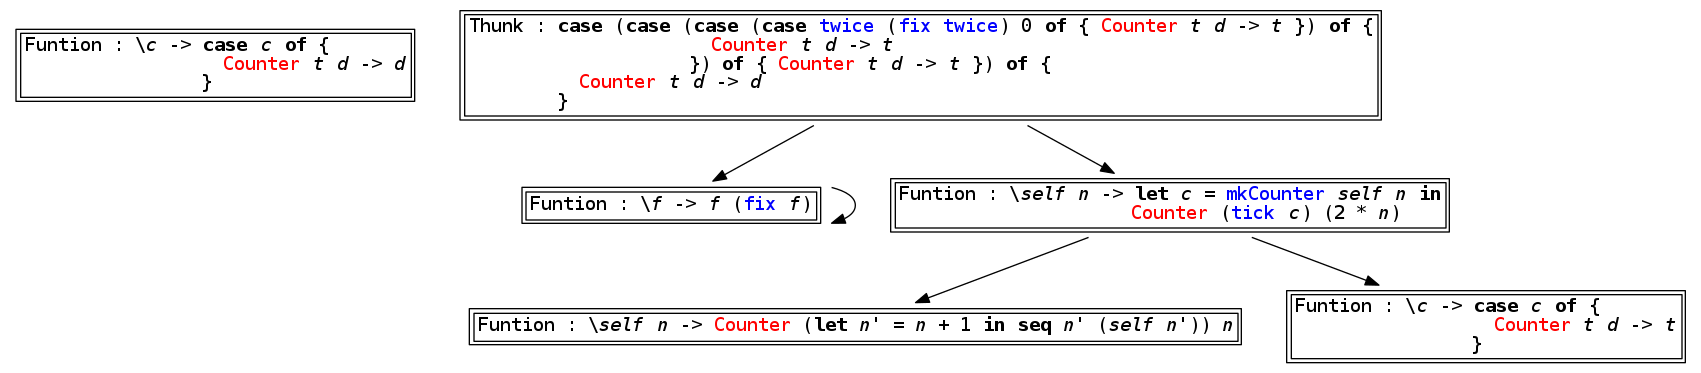 Funtion : \c -> case c of {
Counter t d -> d
}
Thunk : case (case (case (case twice (fix twice) 0 of { Counter t d -> t }) of {
Counter t d -> t
}) of { Counter t d -> t }) of {
Counter t d -> d
}
Funtion : \f -> f (fix f)
Funtion : \self n -> let c = mkCounter self n in
Counter (tick c) (2 * n)
Funtion : \self n -> Counter (let n' = n + 1 in seq n' (self n')) n
Funtion : \c -> case c of {
Counter t d -> t
}